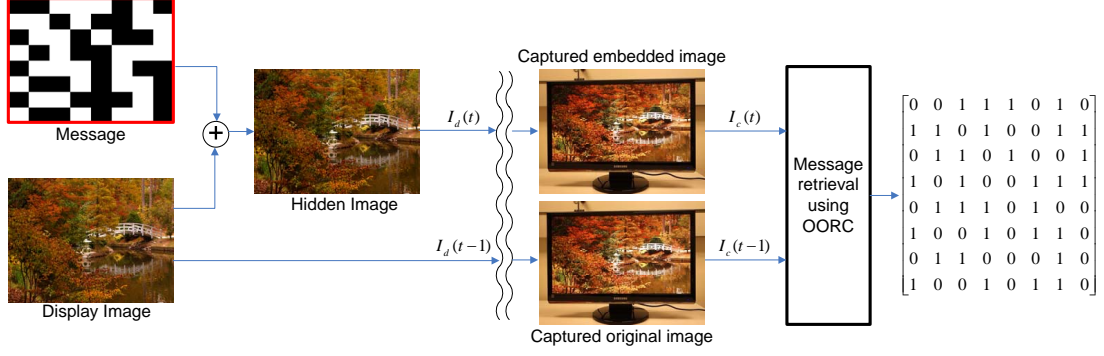 Message
+
Display Image
Hidden Image
I_d(t)
I_d(t−1)
Captured embedded image
Captured original image
I_c(t)
I_c(t−1)
Message
retrieval
using
OORC
0 0 1 1 1 0 1 0
1 1 0 1 0 0 1 1
0 1 1 0 1 0 0 1
1 0 1 0 0 1 1 1
0 1 1 1 0 1 0 0
1 0 0 1 0 1 1 0
0 1 1 0 0 0 1 1
1 0 0 1 0 1 1 0